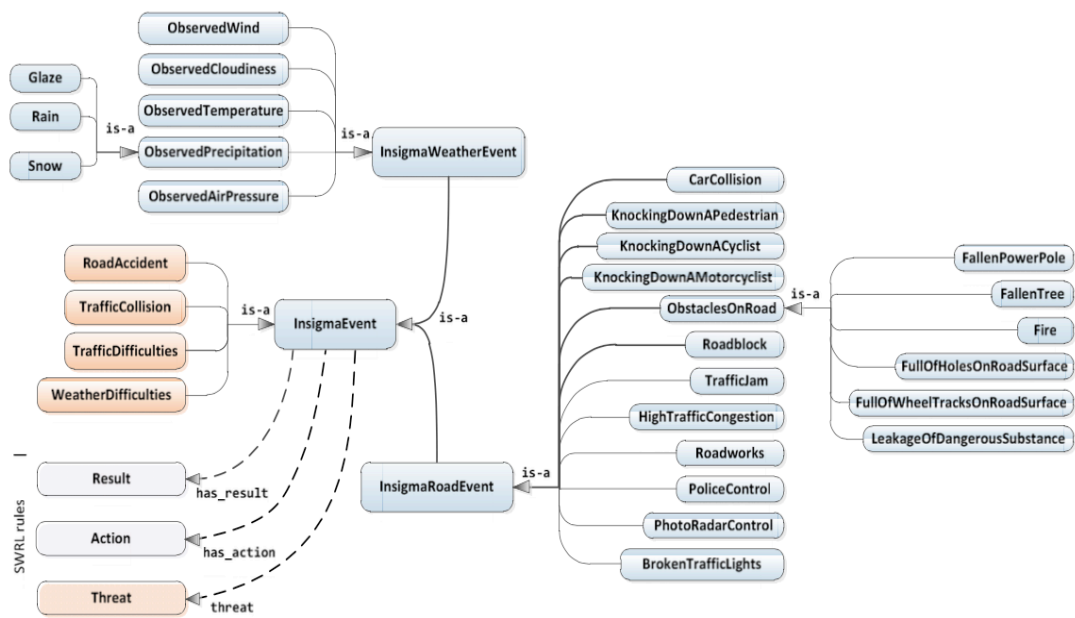 ObservedWind
ObservedCloudiness
ObservedTemperature
ObservedPrecipitation
ObservedAirPressure
Glaze
Rain
Snow
is-a
is-a
InsigmaWeatherEvent
RoadAccident
TrafficCollision
TrafficDifficulties
WeatherDifficulties
is-a
InsigmaEvent
is-a
InsigmaRoadEvent
is-a
CarCollision
KnockingDownAPedestrian
KnockingDownACyclist
KnockingDownAMotorcyclist
ObstaclesOnRoad
Roadblock
TrafficJam
HighTrafficCongestion
Roadworks
PoliceControl
PhotoRadarControl
BrokenTrafficLights
is-a
FallenPowerPole
FallenTree
Fire
FullOfHolesOnRoadSurface
FullOfWheelTracksOnRoadSurface
LeakageOfDangerousSubstance
SWRL rules
Result
has_result
Action
has_action
Threat
threat